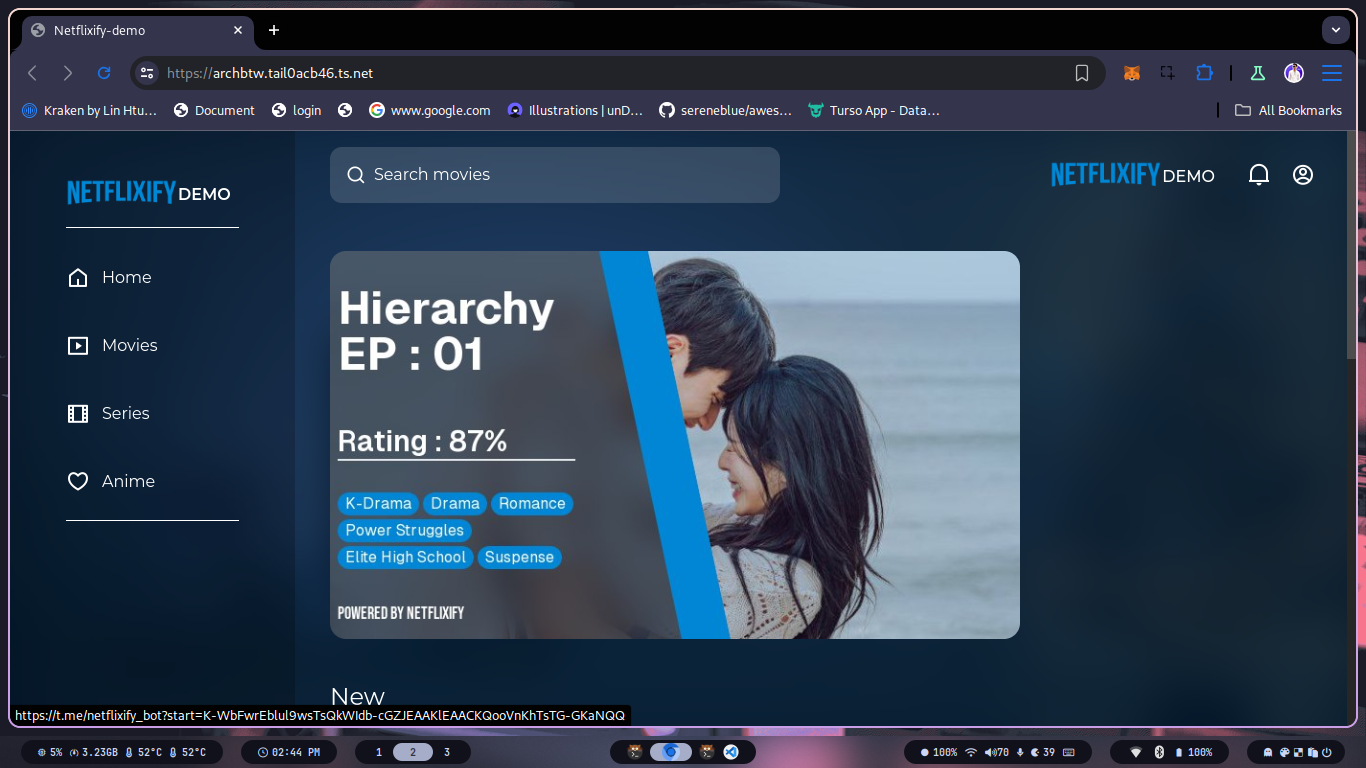 Netflixify-demo
https://archbtw.tail0acb46.ts.net
Kraken by Lin Htu... Document login www.google.com Illustrations | unD... sereneblue/awes... Turso App - Data... All Bookmarks
NETFLIXIFY DEMO
Home
Movies
Series
Anime
Search movies
NETFLIXIFY DEMO
Hierarchy
EP : 01
Rating : 87%
K-Drama Drama Romance
Power Struggles
Elite High School Suspense
POWERED BY NETFLIXIFY
New
https://t.me/netflixify_bot?start=K-WbFwrEblul9wsTsQkWIdb-cGZJEAAKlEAACKQooVnKhTsTG-GKaNQQ
5% 3.23GB 52°C 52°C 02:44 PM 1 2 3 100% 70 39 100%